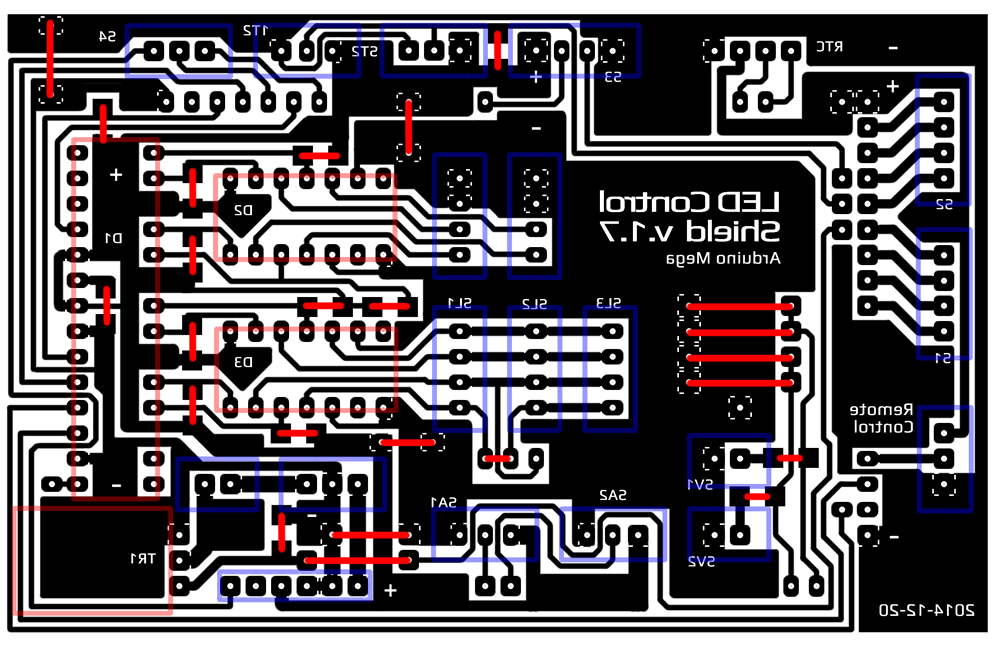 S4
1T2
ST2
S3
RTC
-
+
+
-
+
D2
D1
S2
LED Control
Shield v.1.7
Arduino Mega
SL1
SL2
SL3
D3
S1
Remote
Control
-
SV1
SA1
SA2
-
-
TR1
SV2
+
2014-12-20